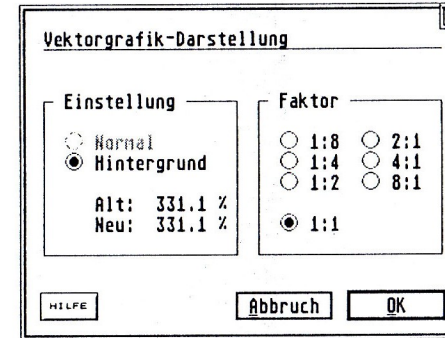 Vektorgrafik-Darstellung
Einstellung
Normal
Hintergrund
Alt: 331.1 %
Neu: 331.1 %
Faktor
1:8 2:1
1:4 4:1
1:2 8:1
1:1
HILFE
Abbruch
OK